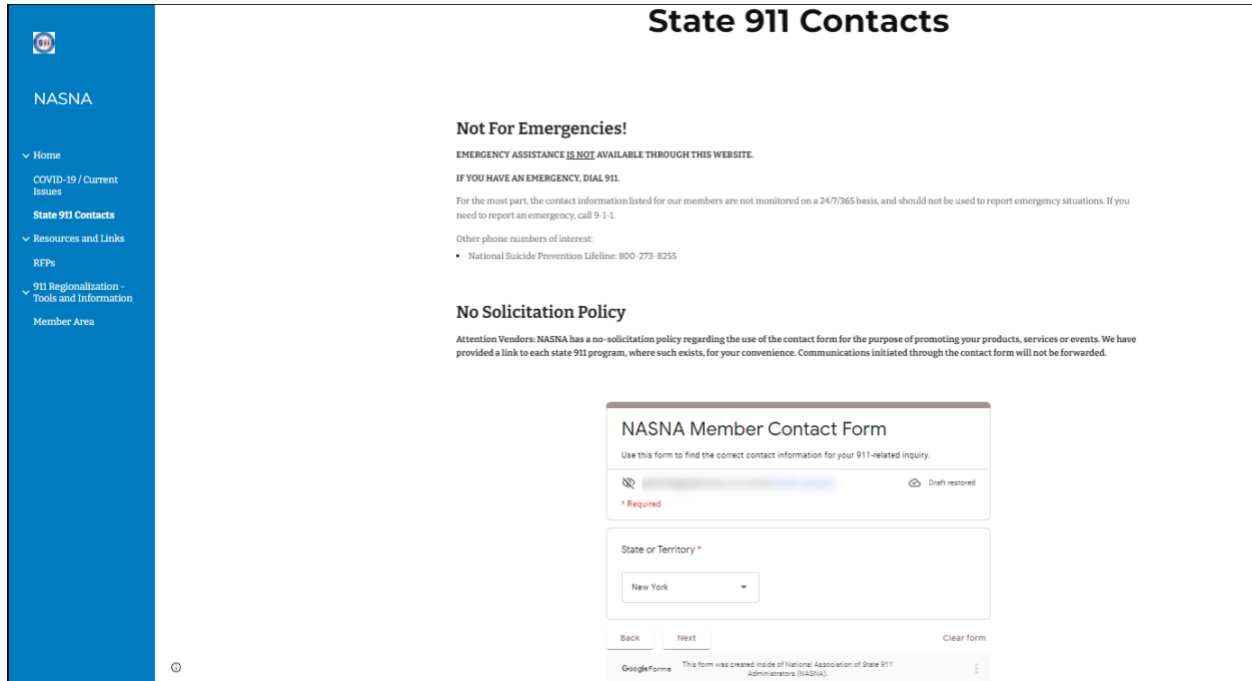 State 911 Contacts
911
NASNA
Home
COVID-19 / Current
Issues
State 911 Contacts
Resources and Links
RFPs
911 Regionalization -
Tools and Information
Member Area
Not For Emergencies!
EMERGENCY ASSISTANCE IS NOT AVAILABLE THROUGH THIS WEBSITE.
IF YOU HAVE AN EMERGENCY, DIAL 911.
For the most part, the contact information listed for our members are not monitored on a 24/7/365 basis, and should not be used to report emergency situations. If you
need to report an emergency, call 9-1-1.
Other phone numbers of interest:
• National Suicide Prevention Lifeline: 800-273-8255
No Solicitation Policy
Attention Vendors: NASNA has a no-solicitation policy regarding the use of the contact form for the purpose of promoting your products, services or events. We have
provided a link to each state 911 program, where such exists, for your convenience. Communications initiated through the contact form will not be forwarded.
NASNA Member Contact Form
Use this form to find the correct contact information for your 911-related inquiry.
Draft restored
* Required
State or Territory *
New York
Back Next Clear form
GoogleForms This form was created inside of National Association of State 911
Administrators (NASNA).